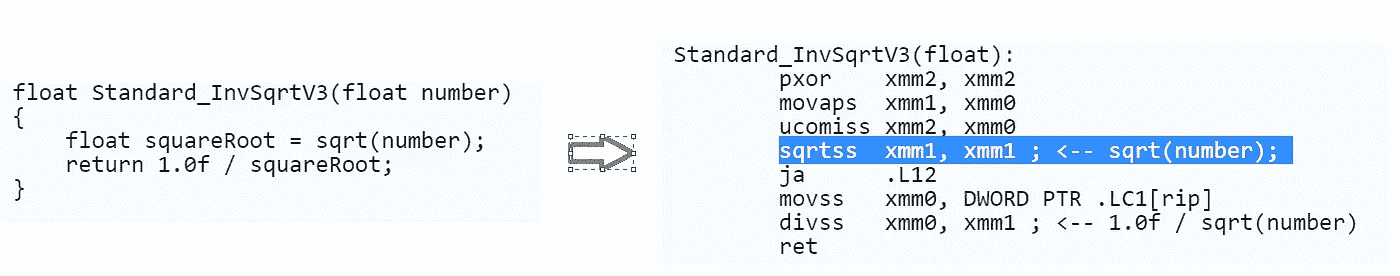 float Standard_InvSqrtV3(float number)
{
    float squareRoot = sqrt(number);
    return 1.0f / squareRoot;
}
Standard_InvSqrtV3(float):
        pxor    xmm2, xmm2
        movaps  xmm1, xmm0
        ucomiss xmm2, xmm0
        sqrtss  xmm1, xmm1 ; <-- sqrt(number);
        ja      .L12
        movss   xmm0, DWORD PTR .LC1[rip]
        divss   xmm0, xmm1 ; <-- 1.0f / sqrt(number)
        ret